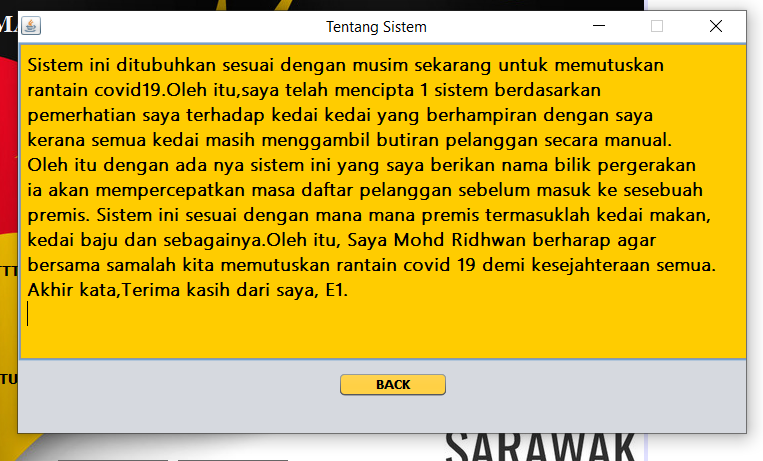 MA
Tentang Sistem
Sistem ini ditubuhkan sesuai dengan musim sekarang untuk memutuskan
rantain covid19.Oleh itu,saya telah mencipta 1 sistem berdasarkan
pemerhatian saya terhadap kedai kedai yang berhampiran dengan saya
kerana semua kedai masih menggambil butiran pelanggan secara manual.
Oleh itu dengan ada nya sistem ini yang saya berikan nama bilik pergerakan
ia akan mempercepatkan masa daftar pelanggan sebelum masuk ke sesebuah
premis. Sistem ini sesuai dengan mana mana premis termasuklah kedai makan,
kedai baju dan sebagainya.Oleh itu, Saya Mohd Ridhwan berharap agar
bersama samalah kita memutuskan rantain covid 19 demi kesejahteraan semua.
Akhir kata,Terima kasih dari saya, E1.
TT
TU
BACK
SARAWAK